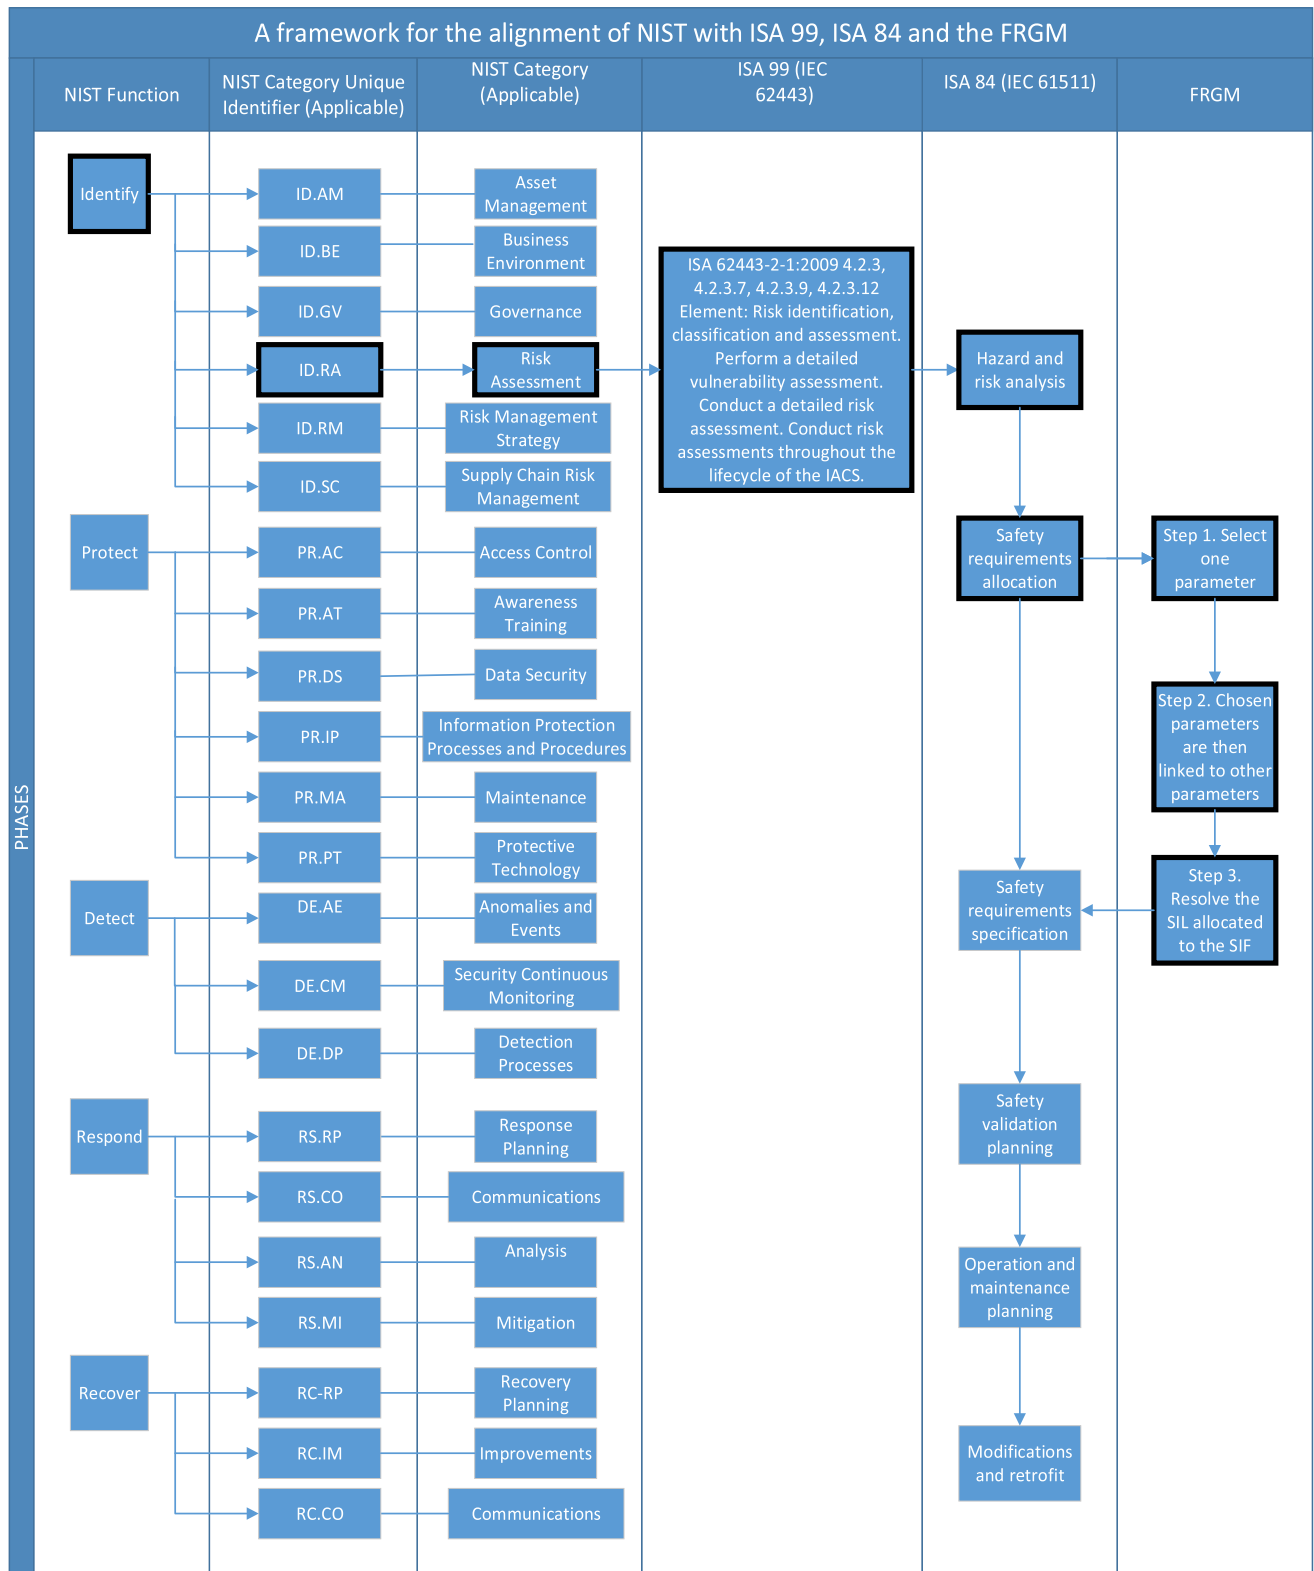 A framework for the alignment of NIST with ISA 99, ISA 84 and the FRGM
PHASES
NIST Function
NIST Category Unique
Identifier (Applicable)
NIST Category
(Applicable)
ISA 99 (IEC
62443)
ISA 84 (IEC 61511)
FRGM
Identify
ID.AM
Asset
Management
ID.BE
Business
Environment
ID.GV
Governance
ID.RA
Risk
Assessment
ID.RM
Risk Management
Strategy
ID.SC
Supply Chain Risk
Management
ISA 62443-2-1:2009 4.2.3,
4.2.3.7, 4.2.3.9, 4.2.3.12
Element: Risk identification,
classification and assessment.
Perform a detailed
vulnerability assessment.
Conduct a detailed risk
assessment. Conduct risk
assessments throughout the
lifecycle of the IACS.
Hazard and
risk analysis
Protect
PR.AC
Access Control
PR.AT
Awareness
Training
PR.DS
Data Security
PR.IP
Information Protection
Processes and Procedures
PR.MA
Maintenance
PR.PT
Protective
Technology
Safety
requirements
allocation
Step 1. Select
one
parameter
Step 2. Chosen
parameters
are then
linked to other
parameters
Step 3.
Resolve the
SIL allocated
to the SIF
Safety
requirements
specification
Detect
DE.AE
Anomalies and
Events
DE.CM
Security Continuous
Monitoring
DE.DP
Detection
Processes
Safety
validation
planning
Respond
RS.RP
Response
Planning
RS.CO
Communications
RS.AN
Analysis
RS.MI
Mitigation
Operation and
maintenance
planning
Recover
RC-RP
Recovery
Planning
RC.IM
Improvements
RC.CO
Communications
Modifications
and retrofit